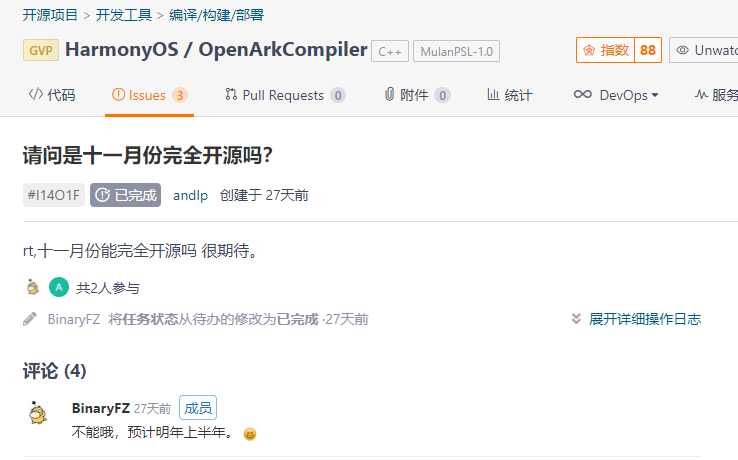 开源项目 > 开发工具 > 编译/构建/部署
GVP HarmonyOS / OpenArkCompiler C++ MulanPSL-1.0 指数 88 Unwatc
代码 Issues 3 Pull Requests 0 附件 0 统计 DevOps 服务
请问是十一月份完全开源吗？
#I14O1F 已完成 andlp 创建于 27天前
rt,十一月份能完全开源吗 很期待。
A 共2人参与
BinaryFZ 将任务状态从待办的修改为已完成 ·27天前 展开详细操作日志
评论 (4)
BinaryFZ 27天前 成员
不能哦，预计明年上半年。